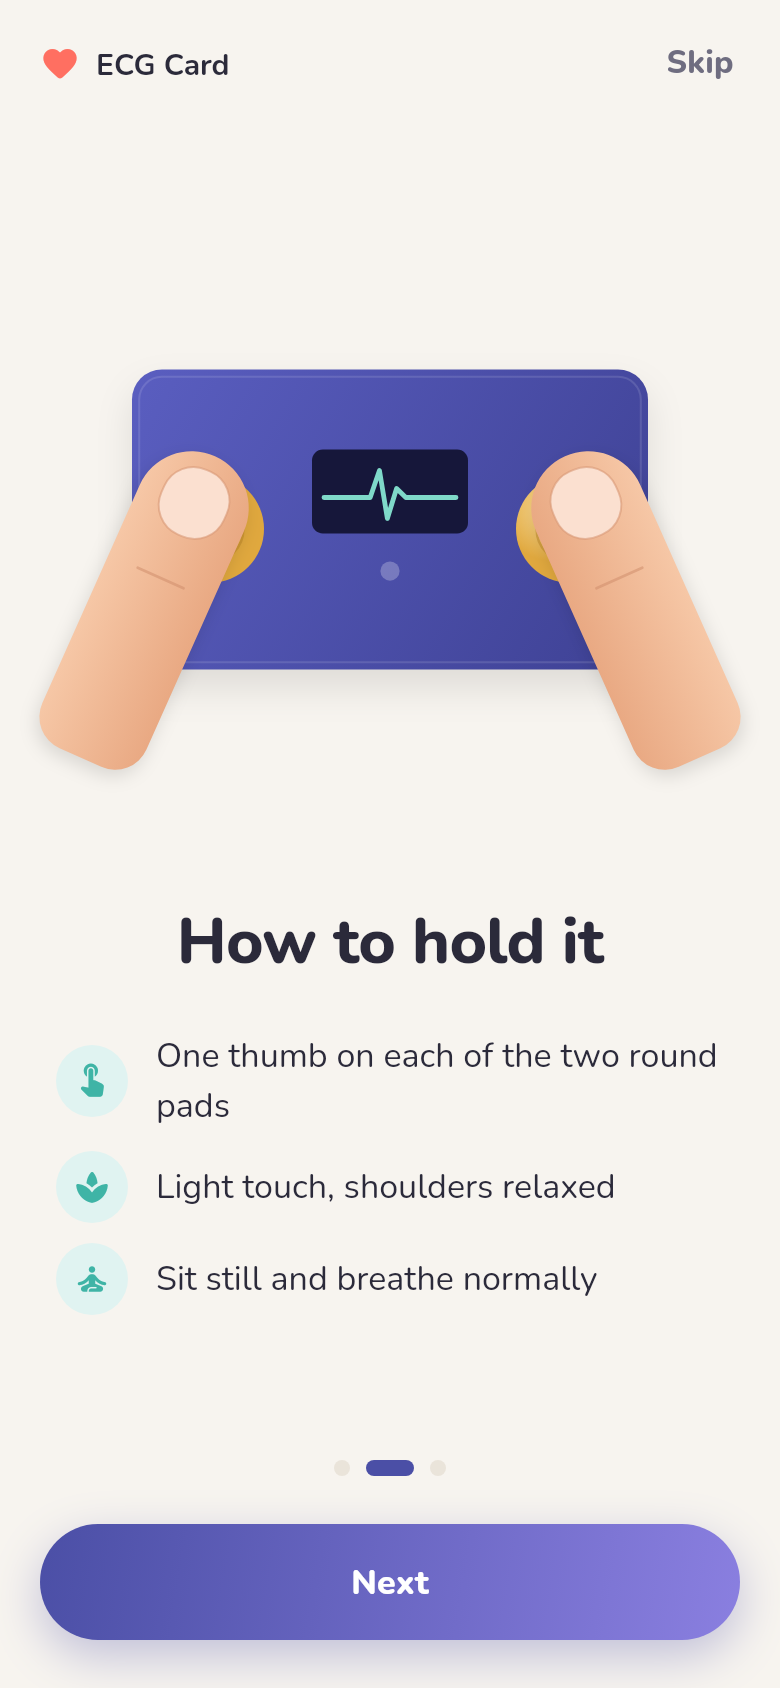 ECG Card
Skip
How to hold it
One thumb on each of the two round
pads
Light touch, shoulders relaxed
Sit still and breathe normally
Next